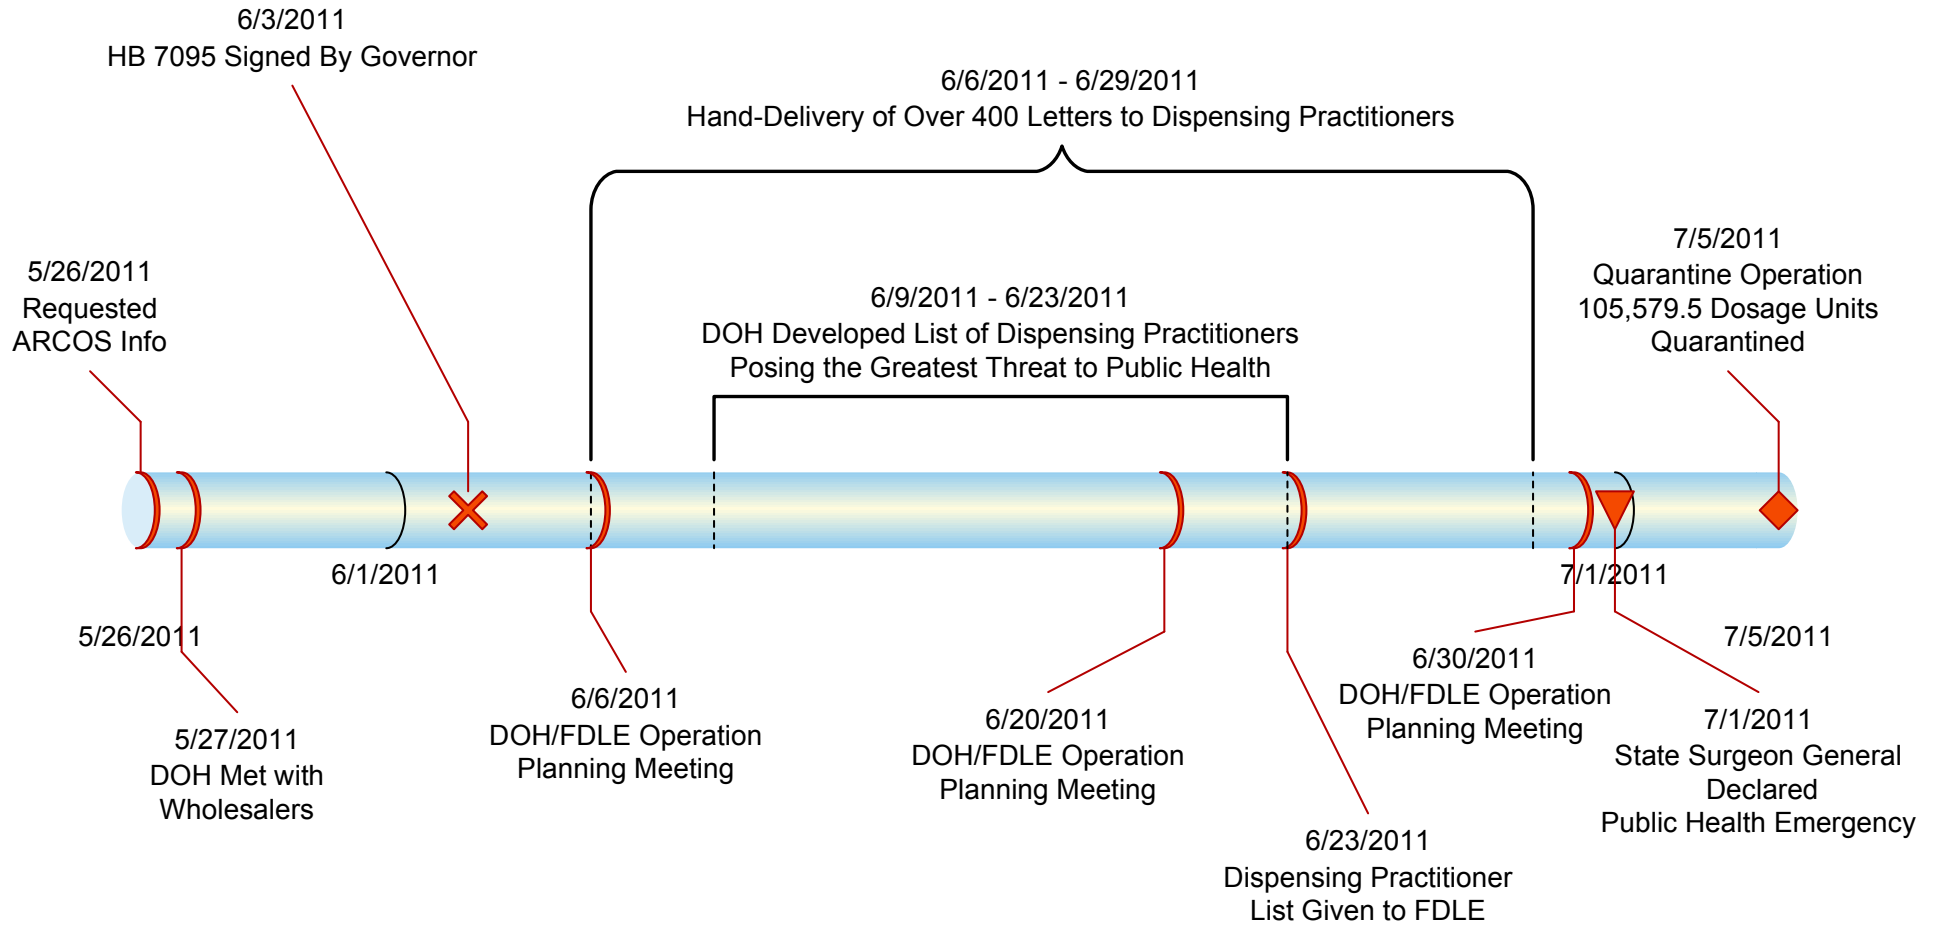 6/3/2011
HB 7095 Signed By Governor
6/6/2011 - 6/29/2011
Hand-Delivery of Over 400 Letters to Dispensing Practitioners
5/26/2011
Requested
ARCOS Info
6/9/2011 - 6/23/2011
DOH Developed List of Dispensing Practitioners
Posing the Greatest Threat to Public Health
7/5/2011
Quarantine Operation
105,579.5 Dosage Units
Quarantined
6/1/2011
7/1/2011
5/26/2011
7/5/2011
5/27/2011
DOH Met with
Wholesalers
6/6/2011
DOH/FDLE Operation
Planning Meeting
6/20/2011
DOH/FDLE Operation
Planning Meeting
6/23/2011
Dispensing Practitioner
List Given to FDLE
6/30/2011
DOH/FDLE Operation
Planning Meeting
7/1/2011
State Surgeon General
Declared
Public Health Emergency